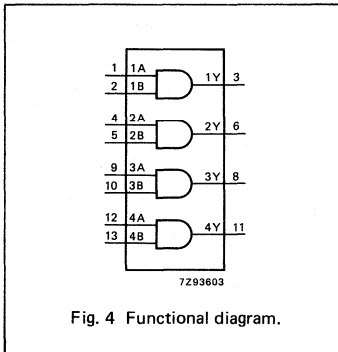 1 1A 1Y 3
2 1B
4 2A 2Y 6
5 2B
9 3A 3Y 8
10 3B
12 4A 4Y 11
13 4B
7Z93603
Fig. 4 Functional diagram.